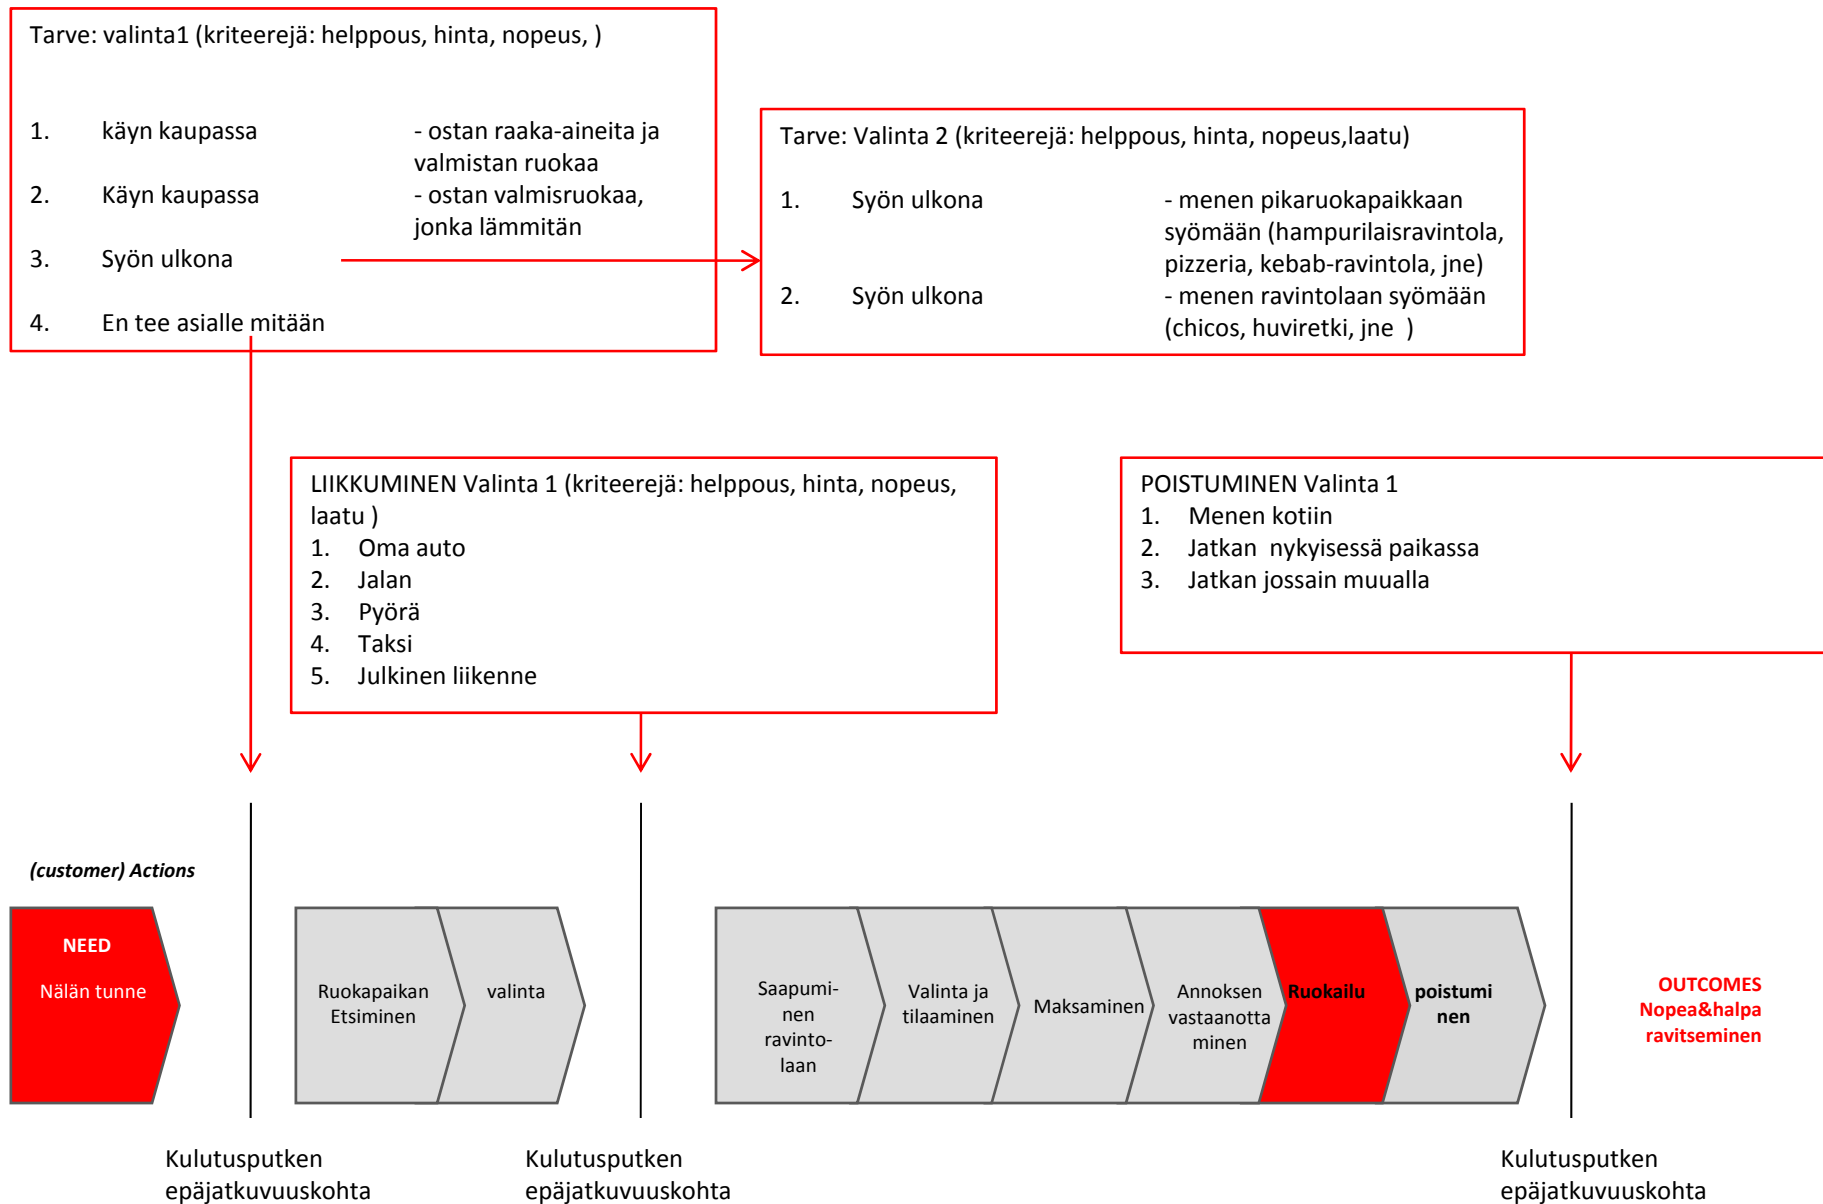 Tarve: valinta1 (kriteerejä: helppous, hinta, nopeus, )
1. käyn kaupassa - ostan raaka-aineita ja
valmistan ruokaa
2. Käyn kaupassa - ostan valmisruokaa,
jonka lämmitän
3. Syön ulkona
4. En tee asialle mitään
Tarve: Valinta 2 (kriteerejä: helppous, hinta, nopeus,laatu)
1. Syön ulkona - menen pikaruokapaikkaan
syömään (hampurilaisravintola,
pizzeria, kebab-ravintola, jne)
2. Syön ulkona - menen ravintolaan syömään
(chicos, huviretki, jne )
LIIKKUMINEN Valinta 1 (kriteerejä: helppous, hinta, nopeus,
laatu )
1. Oma auto
2. Jalan
3. Pyörä
4. Taksi
5. Julkinen liikenne
POISTUMINEN Valinta 1
1. Menen kotiin
2. Jatkan nykyisessä paikassa
3. Jatkan jossain muualla
(customer) Actions
NEED
Nälän tunne
Ruokapaikan
Etsiminen
valinta
Saapumi-
nen
ravinto-
laan
Valinta ja
tilaaminen
Maksaminen
Annoksen
vastaanotta
minen
Ruokailu
poistumi
nen
OUTCOMES
Nopea&halpa
ravitseminen
Kulutusputken
epäjatkuvuuskohta
Kulutusputken
epäjatkuvuuskohta
Kulutusputken
epäjatkuvuuskohta